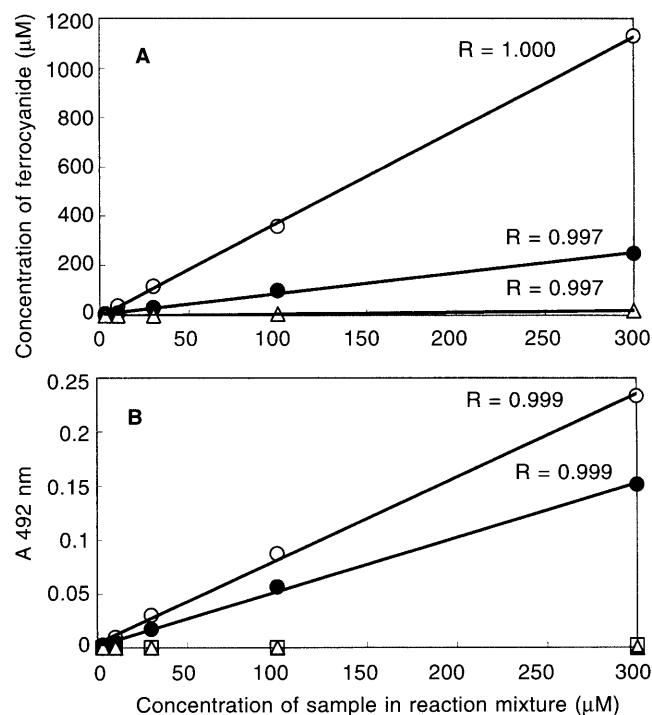 Concentration of ferrocyanide (μM)
1200
1000
800
600
400
200
0
A
R = 1.000
R = 0.997
R = 0.997
50 100 150 200 250 300
A 492 nm
0.25
0.2
0.15
0.1
0.05
0
B
R = 0.999
R = 0.999
0 50 100 150 200 250 300
Concentration of sample in reaction mixture (μM)